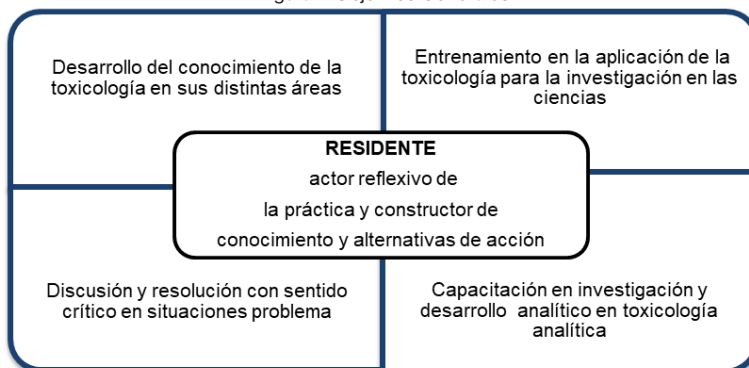 Desarrollo del conocimiento de la
toxicología en sus distintas áreas
Entrenamiento en la aplicación de la
toxicología para la investigación en las
ciencias
RESIDENTE
actor reflexivo de
la práctica y constructor de
conocimiento y alternativas de acción
Discusión y resolución con sentido
crítico en situaciones problema
Capacitación en investigación y
desarrollo analítico en toxicología
analítica